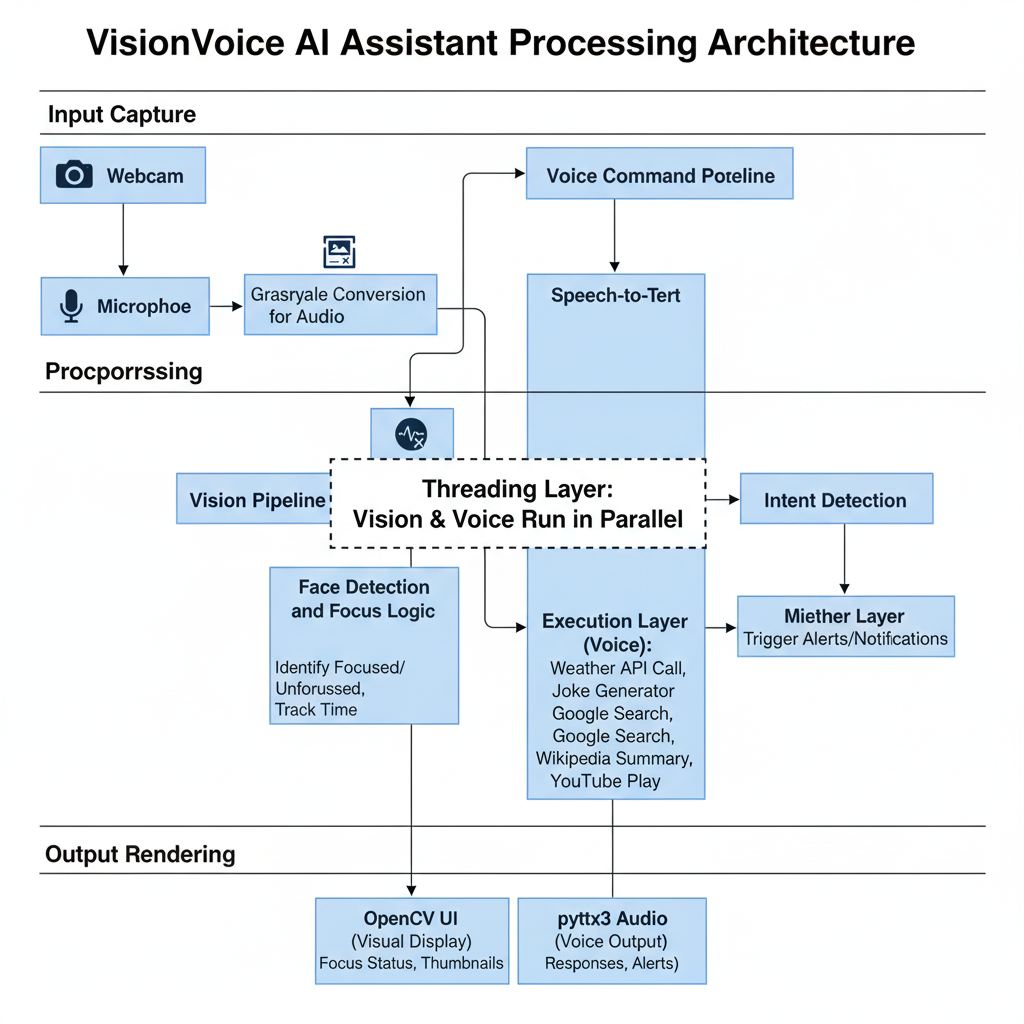 VisionVoice AI Assistant Processing Architecture
Input Capture
Webcam
Voice Command Poteline
Microphoe
Grasryale Conversion
for Audio
Speech-to-Tert
Procporrssing
Vision Pipeline
Threading Layer:
Vision & Voice Run in Parallel
Intent Detection
Face Detection
and Focus Logic
Identify Focused/
Unforussed,
Track Time
Execution Layer
(Voice):
Weather API Call,
Joke Generator
Google Search,
Google Search,
Wikipedia Summary,
YouTube Play
Miether Layer
Trigger Alerts/Notifications
Output Rendering
OpenCV UI
(Visual Display)
Focus Status, Thumbnails
pyttx3 Audio
(Voice Output)
Responses, Alerts)